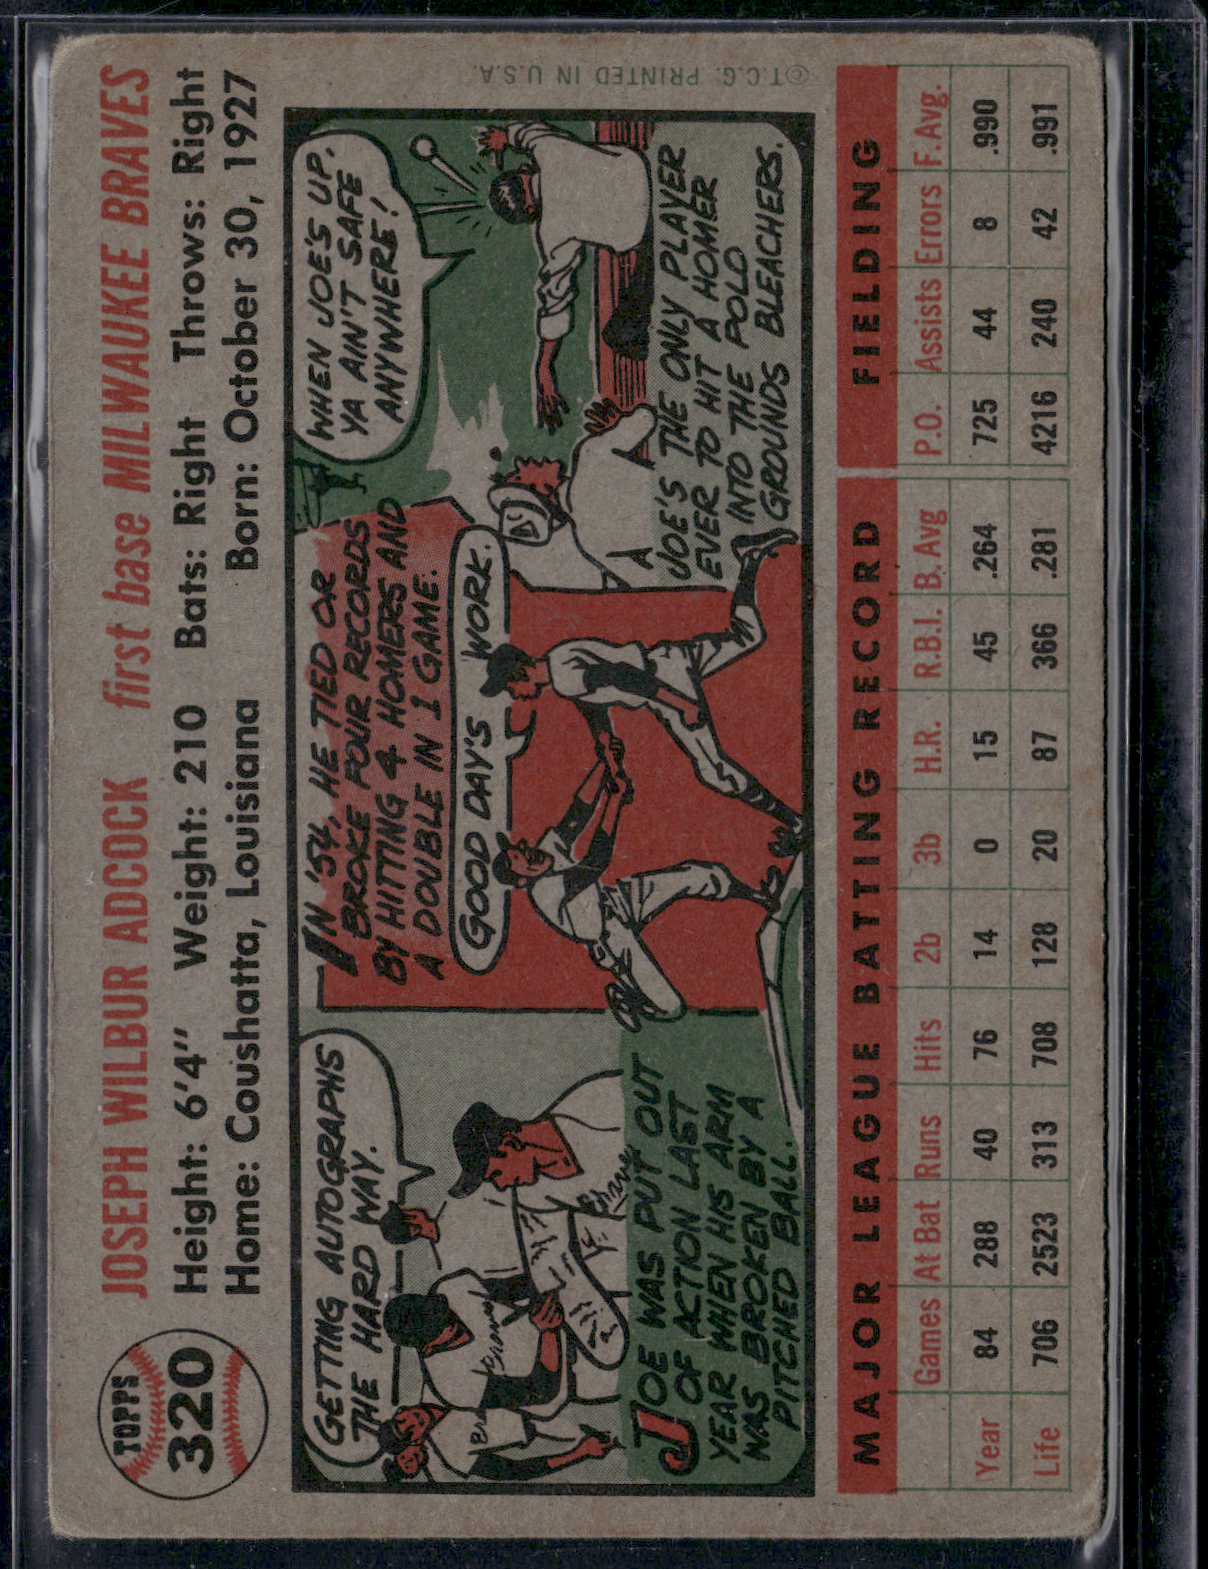 TOPPS
320
JOSEPH WILBUR ADCOCK first base MILWAUKEE BRAVES
Height: 6'4" Weight: 210 Bats: Right Throws: Right
Home: Coushatta, Louisiana Born: October 30, 1927
GETTING AUTOGRAPHS
THE HARD WAY.
JOE WAS PUT OUT
OF ACTION LAST
YEAR WHEN HIS ARM
WAS BROKEN BY A
PITCHED BALL.
IN '54, HE TIED OR
BROKE FOUR RECORDS
BY HITTING 4 HOMERS AND
A DOUBLE IN 1 GAME.
GOOD DAY'S WORK.
WHEN JOE'S UP,
YA AIN'T SAFE
ANYWHERE!
JOE'S THE ONLY PLAYER
EVER TO HIT A HOMER
INTO THE POLO
GROUNDS BLEACHERS.
©T.C.G. PRINTED IN U.S.A.
MAJOR LEAGUE BATTING RECORD FIELDING
Games At Bat Runs Hits 2b 3b H.R. R.B.I. B. Avg P.O. Assists Errors F. Avg.
Year 84 288 40 76 14 0 15 45 .264 725 44 8 .990
Life 706 2523 313 708 128 20 87 366 .281 4216 240 42 .991